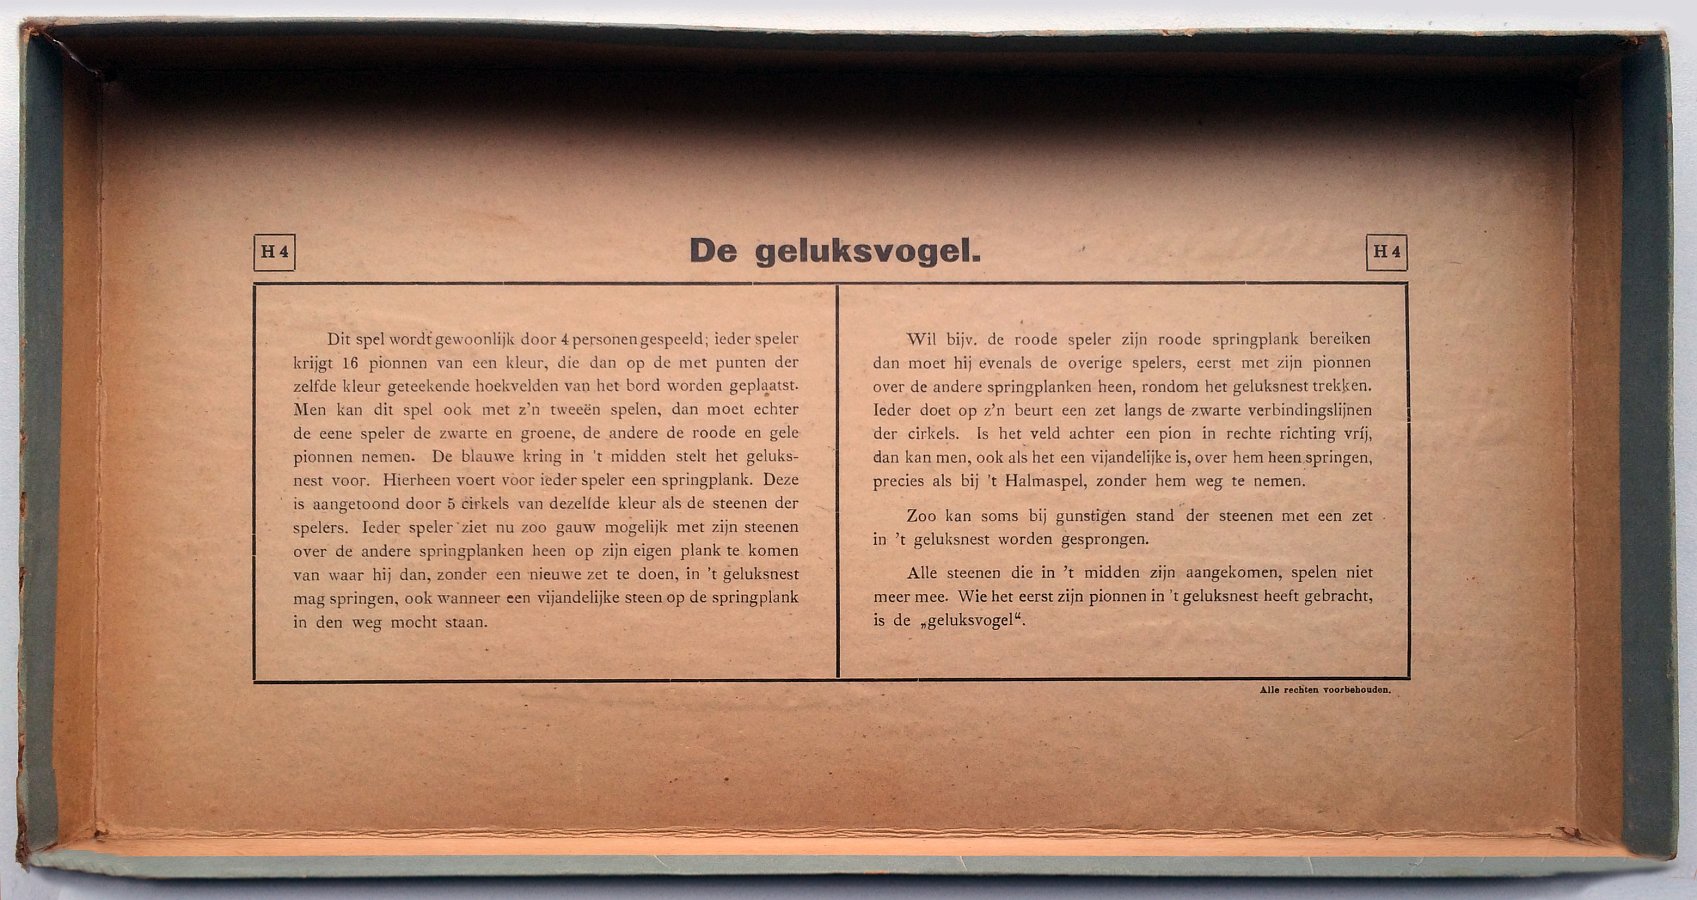 H 4
De geluksvogel.
H 4
Dit spel wordt gewoonlijk door 4 personen gespeeld; ieder speler
krijgt 16 pionnen van een kleur, die dan op de met punten der
zelfde kleur geteekende hoekvelden van het bord worden geplaatst.
Men kan dit spel ook met z'n tweeën spelen, dan moet echter
de eene speler de zwarte en groene, de andere de roode en gele
pionnen nemen. De blauwe kring in 't midden stelt het geluks-
nest voor. Hierheen voert voor ieder speler een springplank. Deze
is aangetoond door 5 cirkels van dezelfde kleur als de steenen der
spelers. Ieder speler ziet nu zoo gauw mogelijk met zijn steenen
over de andere springplanken heen op zijn eigen plank te komen
van waar hij dan, zonder een nieuwe zet te doen, in 't geluksnest
mag springen, ook wanneer een vijandelijke steen op de springplank
in den weg mocht staan.
Wil bijv. de roode speler zijn roode springplank bereiken
dan moet hij evenals de overige spelers, eerst met zijn pionnen
over de andere springplanken heen, rondom het geluksnest trekken.
Ieder doet op z'n beurt een zet langs de zwarte verbindingslijnen
der cirkels. Is het veld achter een pion in rechte richting vrij,
dan kan men, ook als het een vijandelijke is, over hem heen springen,
precies als bij 't Halmaspel, zonder hem weg te nemen.
Zoo kan soms bij gunstigen stand der steenen met een zet
in 't geluksnest worden gesprongen.
Alle steenen die in 't midden zijn aangekomen, spelen niet
meer mee. Wie het eerst zijn pionnen in 't geluksnest heeft gebracht,
is de „geluksvogel“.
Alle rechten voorbehouden.